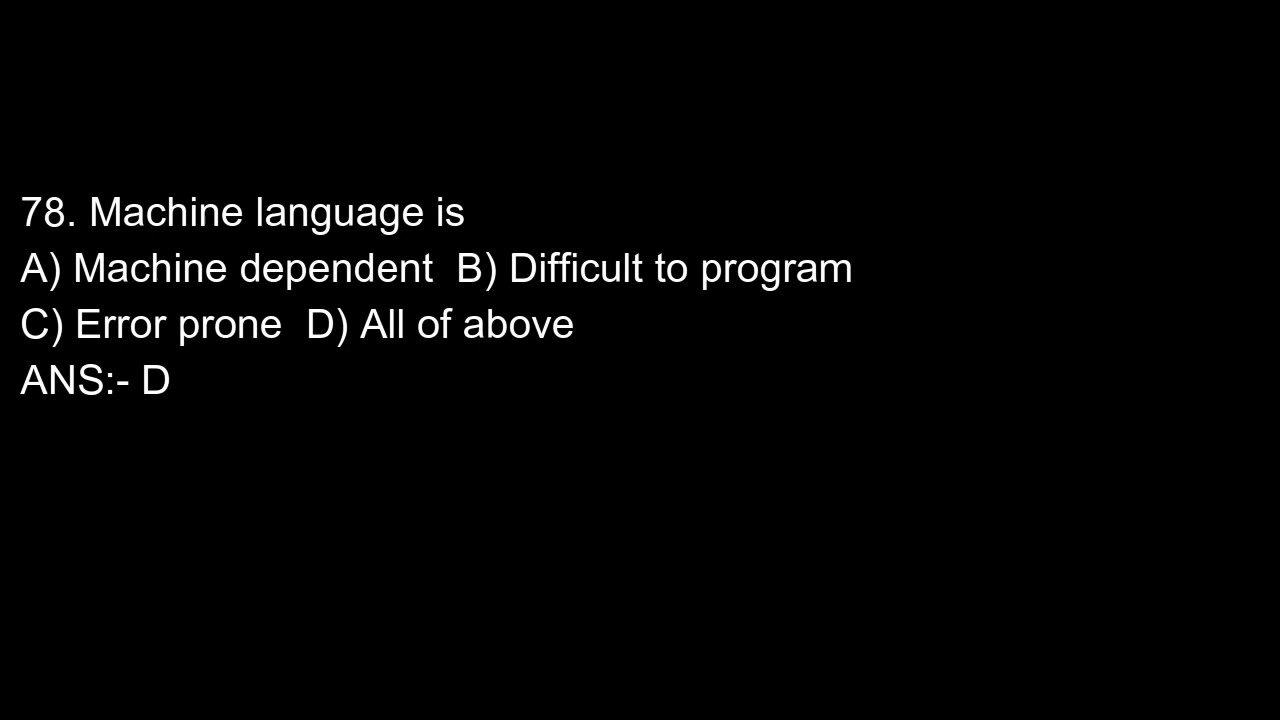 78. Machine language is
A) Machine dependent  B) Difficult to program
C) Error prone  D) All of above
ANS:- D